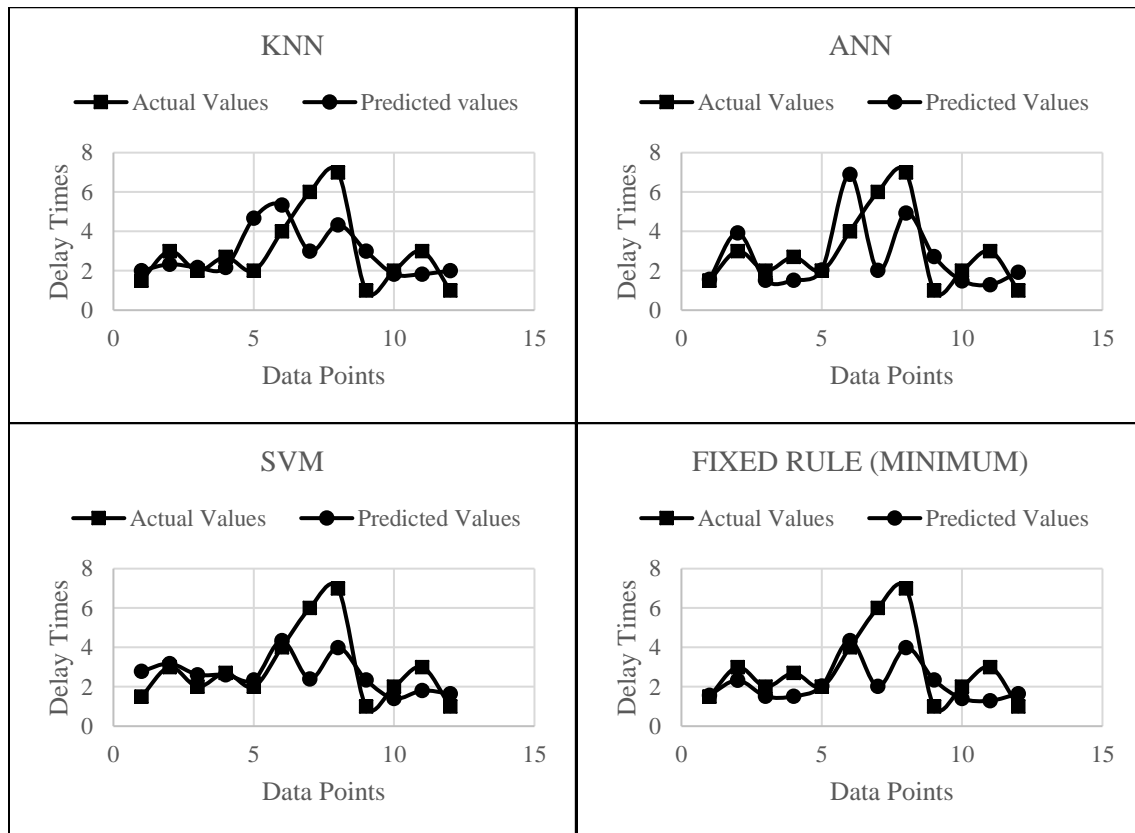 KNN
Actual Values Predicted values
8
6
4
2
0
0 5 10 15
Delay Times
Data Points
ANN
Actual Values Predicted values
8
6
4
2
0
0 5 10 15
Delay Times
Data Points
SVM
Actual Values Predicted Values
8
6
4
2
0
0 5 10 15
Delay Times
Data Points
FIXED RULE (MINIMUM)
Actual Values Predicted Values
8
6
4
2
0
0 5 10 15
Delay Times
Data Points